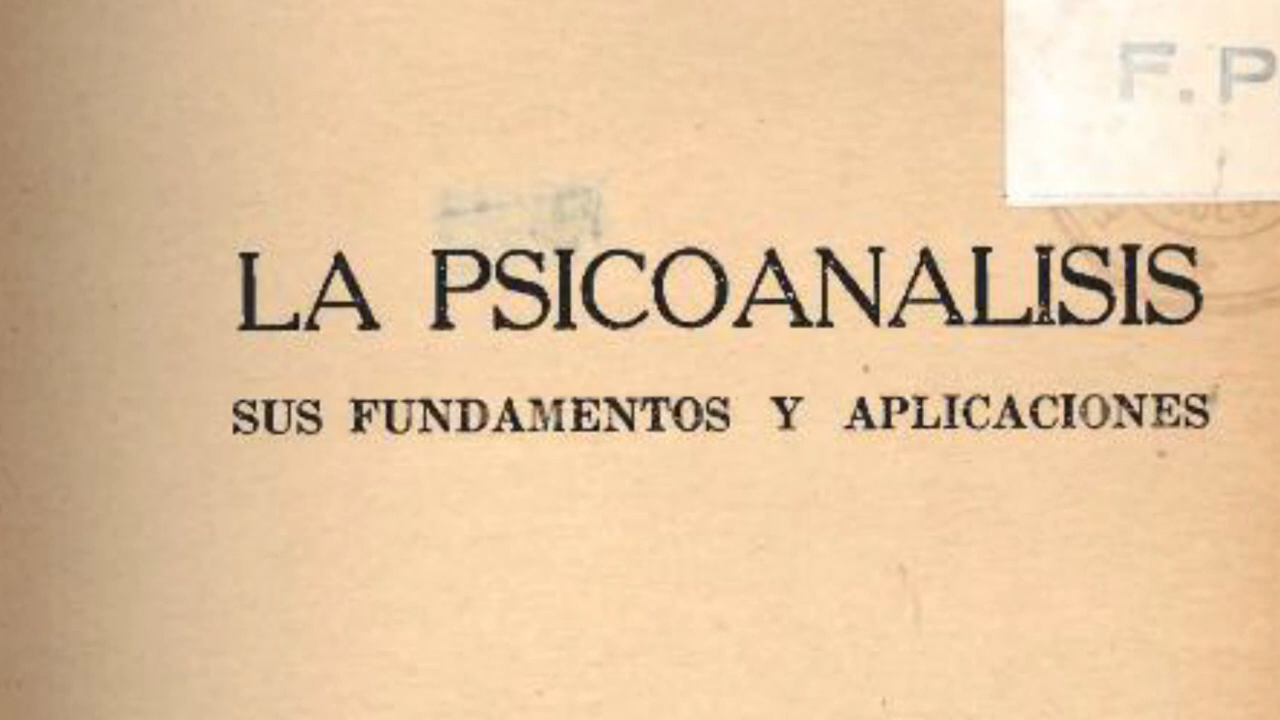 F. P
LA PSICOANALISIS
SUS FUNDAMENTOS Y APLICACIONES